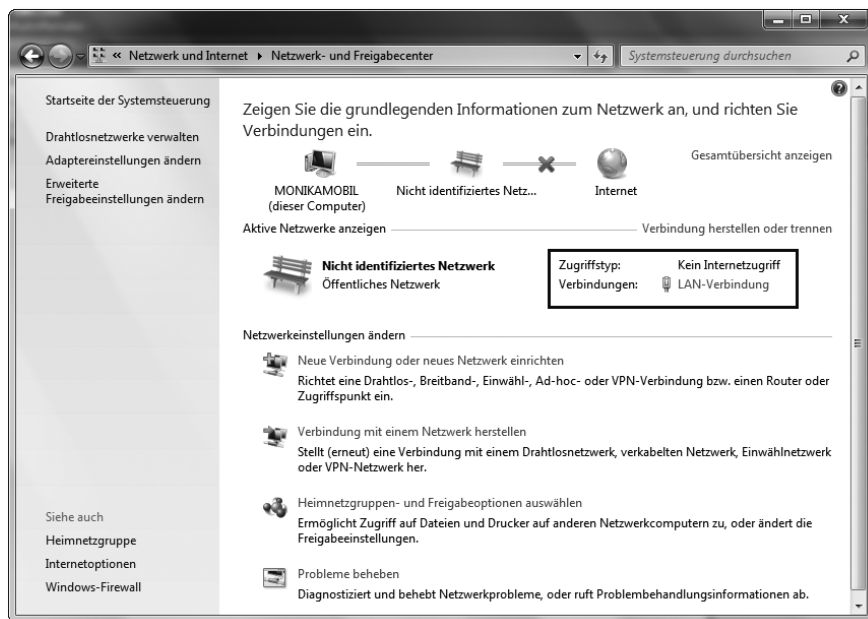 « Netzwerk und Internet ▸ Netzwerk- und Freigabecenter
Systemsteuerung durchsuchen
Startseite der Systemsteuerung
Drahtlosnetzwerke verwalten
Adaptereinstellungen ändern
Erweiterte
Freigabeeinstellungen ändern
Zeigen Sie die grundlegenden Informationen zum Netzwerk an, und richten Sie
Verbindungen ein.
Gesamtübersicht anzeigen
MONIKAMOBIL
(dieser Computer)
Nicht identifiziertes Netz...
Internet
Aktive Netzwerke anzeigen
Verbindung herstellen oder trennen
Nicht identifiziertes Netzwerk
Öffentliches Netzwerk
Zugriffstyp: Kein Internetzugriff
Verbindungen: LAN-Verbindung
Netzwerkeinstellungen ändern
Neue Verbindung oder neues Netzwerk einrichten
Richtet eine Drahtlos-, Breitband-, Einwähl-, Ad-hoc- oder VPN-Verbindung bzw. einen Router oder
Zugriffspunkt ein.
Verbindung mit einem Netzwerk herstellen
Stellt (erneut) eine Verbindung mit einem Drahtlosnetzwerk, verkabelten Netzwerk, Einwählnetzwerk
oder VPN-Netzwerk her.
Heimnetzgruppen- und Freigabeoptionen auswählen
Ermöglicht Zugriff auf Dateien und Drucker auf anderen Netzwerkcomputern zu, oder ändert die
Freigabeeinstellungen.
Probleme beheben
Diagnostiziert und behebt Netzwerkprobleme, oder ruft Problembehandlungsinformationen ab.
Siehe auch
Heimnetzgruppe
Internetoptionen
Windows-Firewall